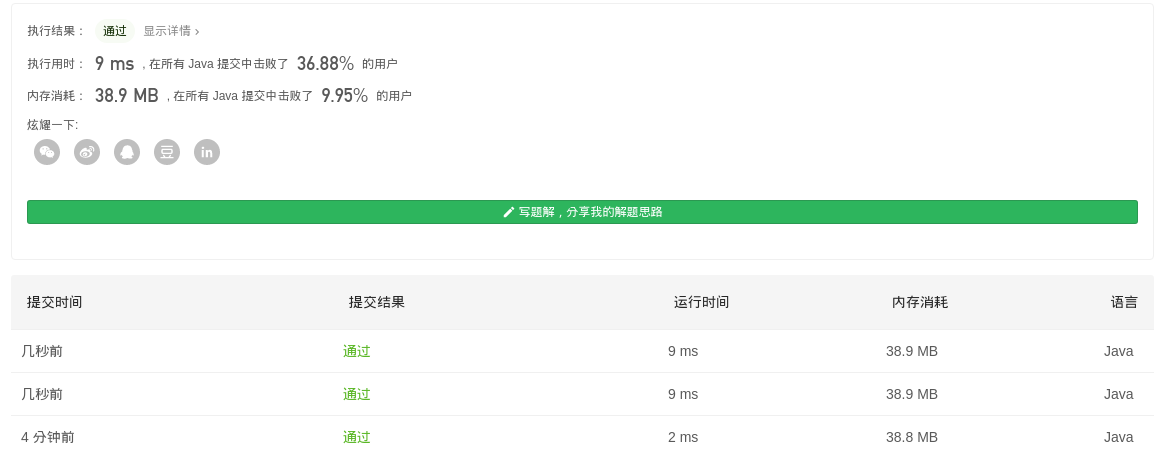 执行结果： 通过 显示详情 ›
执行用时： 9 ms , 在所有 Java 提交中击败了 36.88% 的用户
内存消耗： 38.9 MB , 在所有 Java 提交中击败了 9.95% 的用户
炫耀一下:
豆 in
写题解，分享我的解题思路
提交时间 提交结果 运行时间 内存消耗 语言
几秒前 通过 9 ms 38.9 MB Java
几秒前 通过 9 ms 38.9 MB Java
4 分钟前 通过 2 ms 38.8 MB Java